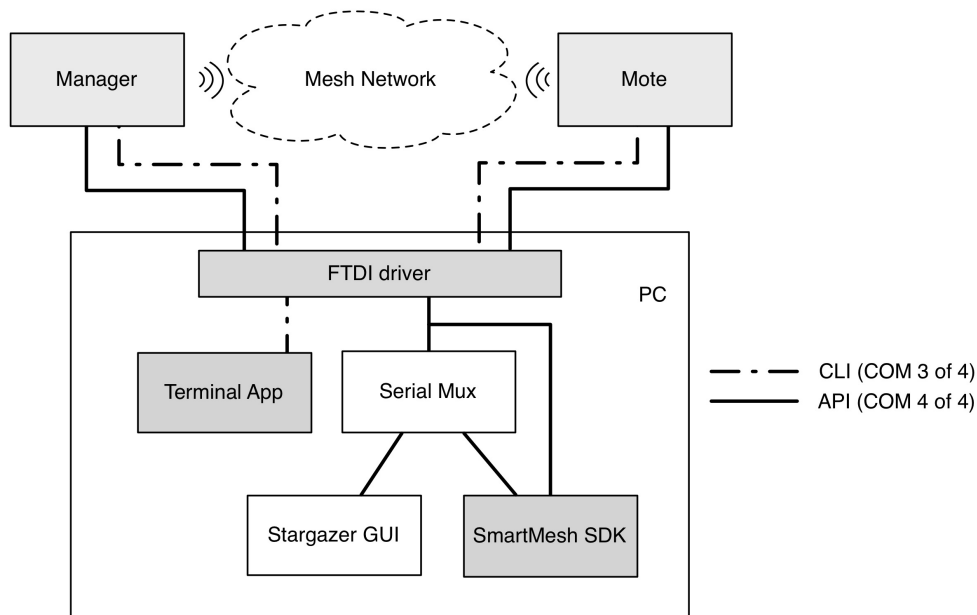 Manager
Mesh Network
Mote
FTDI driver
PC
Terminal App
Serial Mux
CLI (COM 3 of 4)
API (COM 4 of 4)
Stargazer GUI
SmartMesh SDK